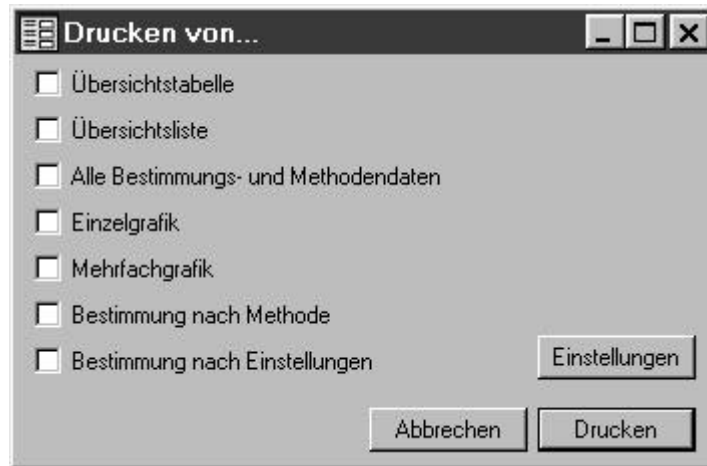 Drucken von...
Übersichtstabelle
Übersichtsliste
Alle Bestimmungs- und Methodendaten
Einzelgrafik
Mehrfachgrafik
Bestimmung nach Methode
Bestimmung nach Einstellungen
Einstellungen
Abbrechen
Drucken